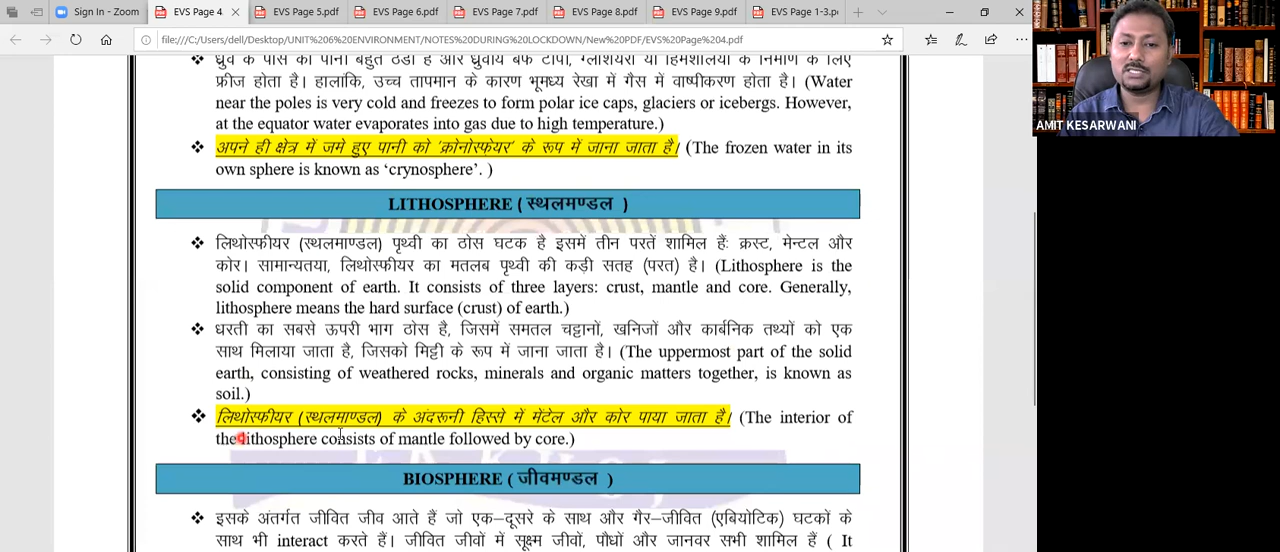 Sign In - Zoom
EVS Page 4
EVS Page 5.pdf
EVS Page 6.pdf
EVS Page 7.pdf
EVS Page 8.pdf
EVS Page 9.pdf
EVS Page 1-3.p
file:///C:/Users/dell/Desktop/UNIT%206%20ENVIRONMENT/NOTES%20DURING%20LOCKDOWN/New%20PDF/EVS%20Page%204.pdf
AMIT KESARWANI
ध्रुव के पास का पानी बहुत ठंडा है और ध्रुवीय बर्फ टोपी, ग्लेशियरों या हिमशैलियों के निर्माण के लिए
फ्रीज होता है। हालांकि, उच्च तापमान के कारण भूमध्य रेखा में गैस में वाष्पीकरण होता है। (Water
near the poles is very cold and freezes to form polar ice caps, glaciers or icebergs. However,
at the equator water evaporates into gas due to high temperature.)
❖ अपने ही क्षेत्र में जमे हुए पानी को 'क्रोनोस्फेयर' के रूप में जाना जाता है। (The frozen water in its
own sphere is known as ‘crynosphere’. )
LITHOSPHERE ( स्थलमण्डल )
❖ लिथोस्फीयर (स्थलमाण्डल) पृथ्वी का ठोस घटक है इसमें तीन परतें शामिल हैं: क्रस्ट, मेन्टल और
कोर। सामान्यतया, लिथोस्फीयर का मतलब पृथ्वी की कड़ी सतह (परत) है। (Lithosphere is the
solid component of earth. It consists of three layers: crust, mantle and core. Generally,
lithosphere means the hard surface (crust) of earth.)
❖ धरती का सबसे ऊपरी भाग ठोस है, जिसमें समतल चट्टानों, खनिजों और कार्बनिक तथ्यों को एक
साथ मिलाया जाता है, जिसको मिट्टी के रूप में जाना जाता है। (The uppermost part of the solid
earth, consisting of weathered rocks, minerals and organic matters together, is known as
soil.)
❖ लिथोस्फीयर (स्थलमाण्डल) के अंदरूनी हिस्से में मेंटेल और कोर पाया जाता है। (The interior of
the lithosphere consists of mantle followed by core.)
BIOSPHERE ( जीवमण्डल )
❖ इसके अंतर्गत जीवित जीव आते हैं जो एक–दूसरे के साथ और गैर–जीवित (एबियोटिक) घटकों के
साथ भी interact करते हैं। जीवित जीवों में सूक्ष्म जीवों, पौधों और जानवर सभी शामिल हैं ( It